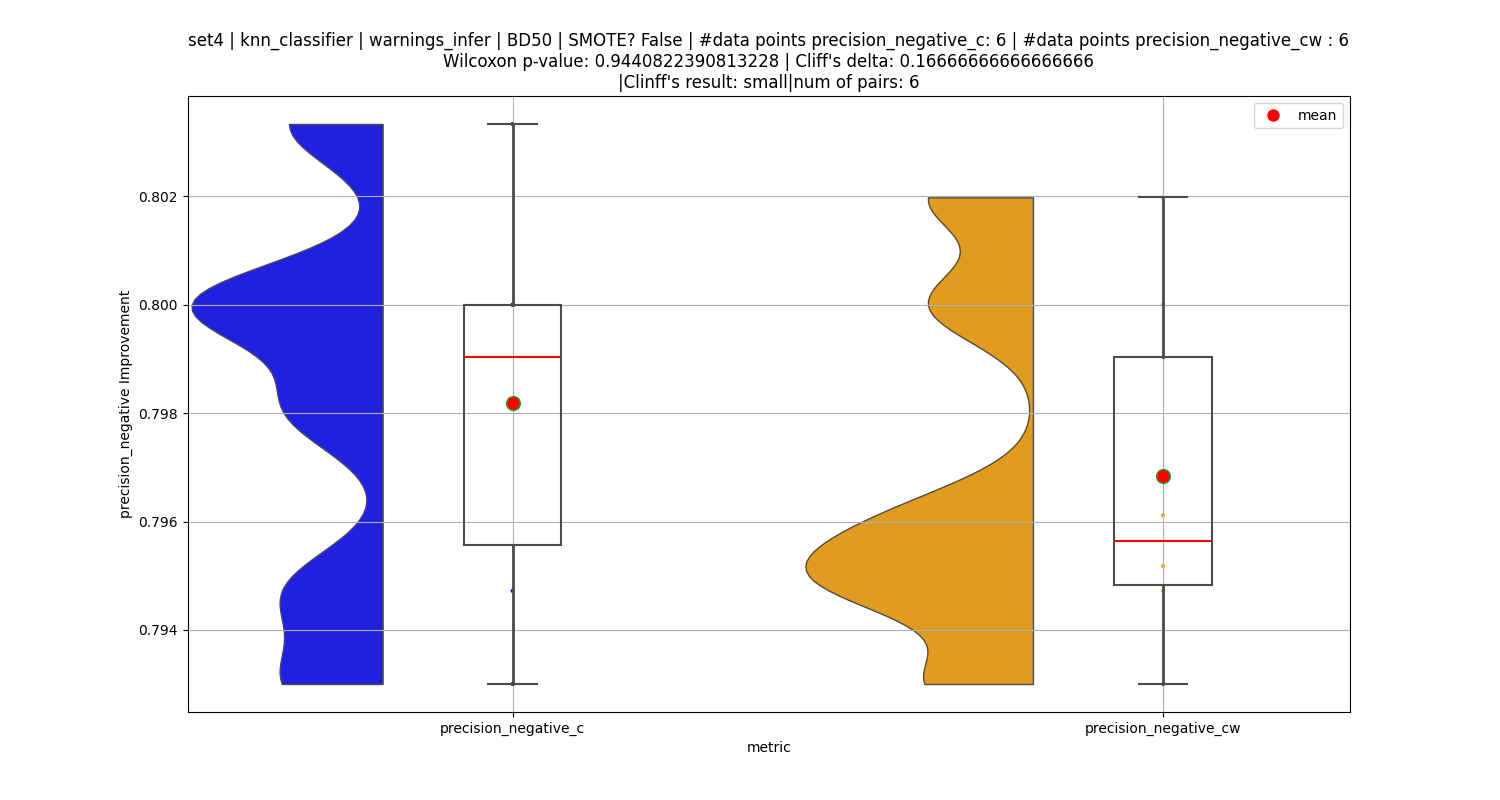 set4 | knn_classifier | warnings_infer | BD50 | SMOTE? False | #data points precision_negative_c: 6 | #data points precision_negative_cw : 6
Wilcoxon p-value: 0.9440822390813228 | Cliff's delta: 0.16666666666666666
|Clinff's result: small|num of pairs: 6
mean
0.802
0.800
0.798
0.796
0.794
precision_negative Improvement
precision_negative_c
precision_negative_cw
metric